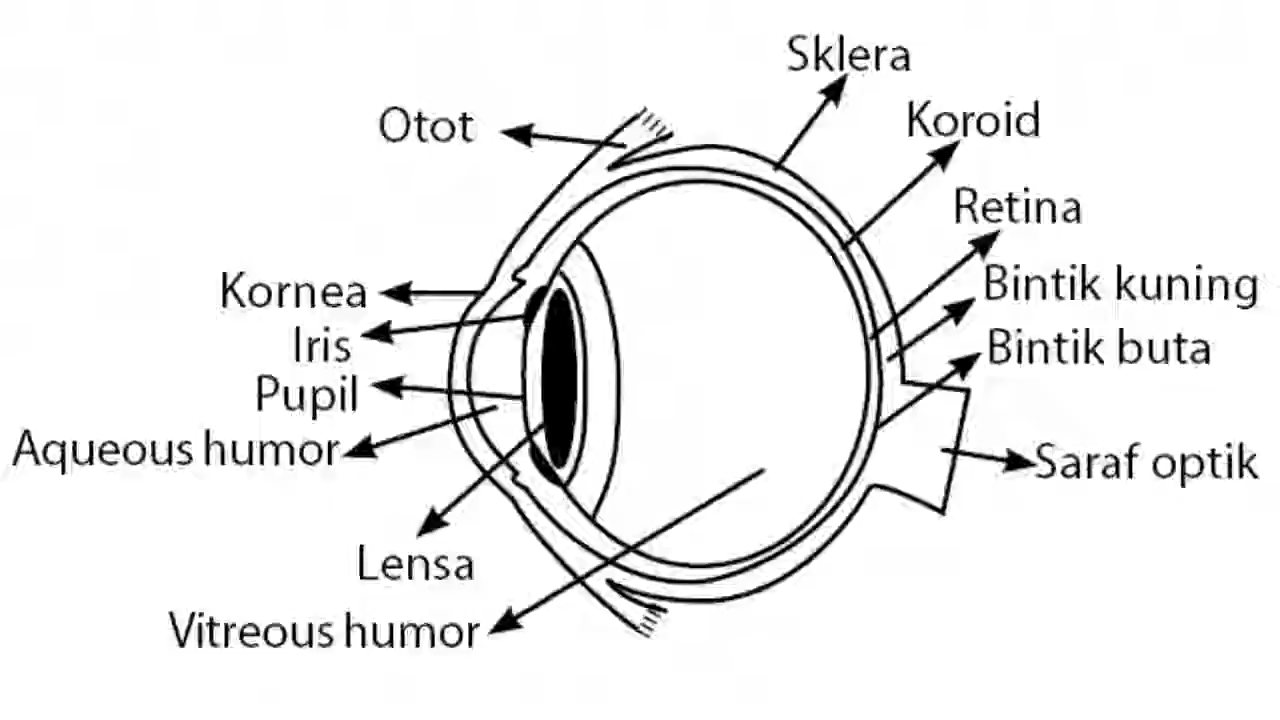 Sklera
Otot
Koroid
Retina
Kornea
Bintik kuning
Iris
Bintik buta
Pupil
Aqueous humor
Saraf optik
Lensa
Vitreous humor